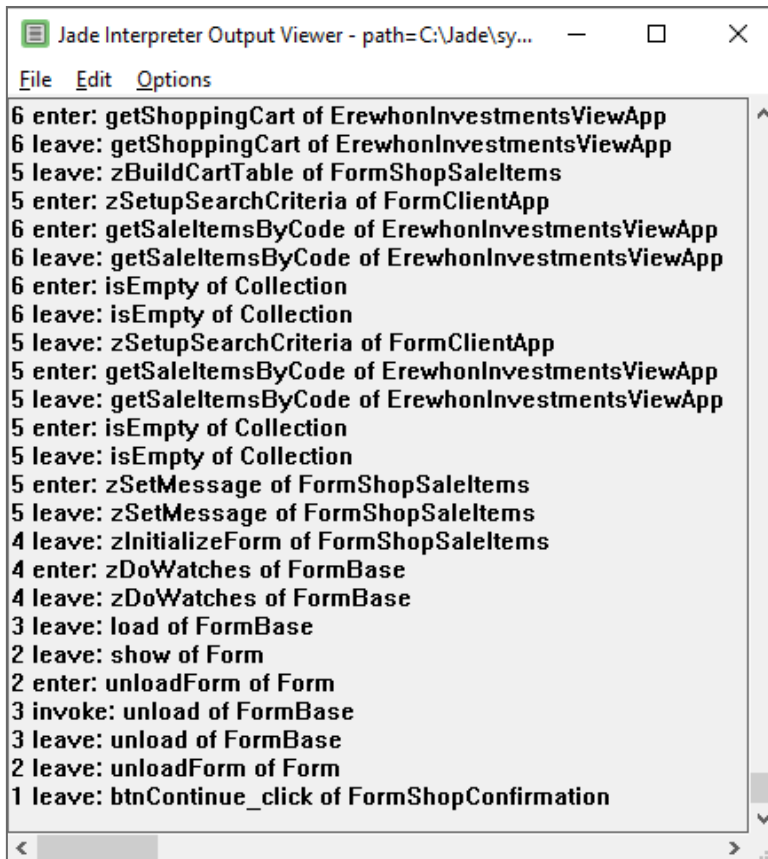 Jade Interpreter Output Viewer - path=C:\Jade\sy...
File Edit Options
6 enter: getShoppingCart of ErewhonInvestmentsViewApp
6 leave: getShoppingCart of ErewhonInvestmentsViewApp
5 leave: zBuildCartTable of FormShopSaleItems
5 enter: zSetupSearchCriteria of FormClientApp
6 enter: getSaleItemsByCode of ErewhonInvestmentsViewApp
6 leave: getSaleItemsByCode of ErewhonInvestmentsViewApp
6 enter: isEmpty of Collection
6 leave: isEmpty of Collection
5 leave: zSetupSearchCriteria of FormClientApp
5 enter: getSaleItemsByCode of ErewhonInvestmentsViewApp
5 leave: getSaleItemsByCode of ErewhonInvestmentsViewApp
5 enter: isEmpty of Collection
5 leave: isEmpty of Collection
5 enter: zSetMessage of FormShopSaleItems
5 leave: zSetMessage of FormShopSaleItems
4 leave: zInitializeForm of FormShopSaleItems
4 enter: zDoWatches of FormBase
4 leave: zDoWatches of FormBase
3 leave: load of FormBase
2 leave: show of Form
2 enter: unloadForm of Form
3 invoke: unload of FormBase
3 leave: unload of FormBase
2 leave: unloadForm of Form
1 leave: btnContinue_click of FormShopConfirmation